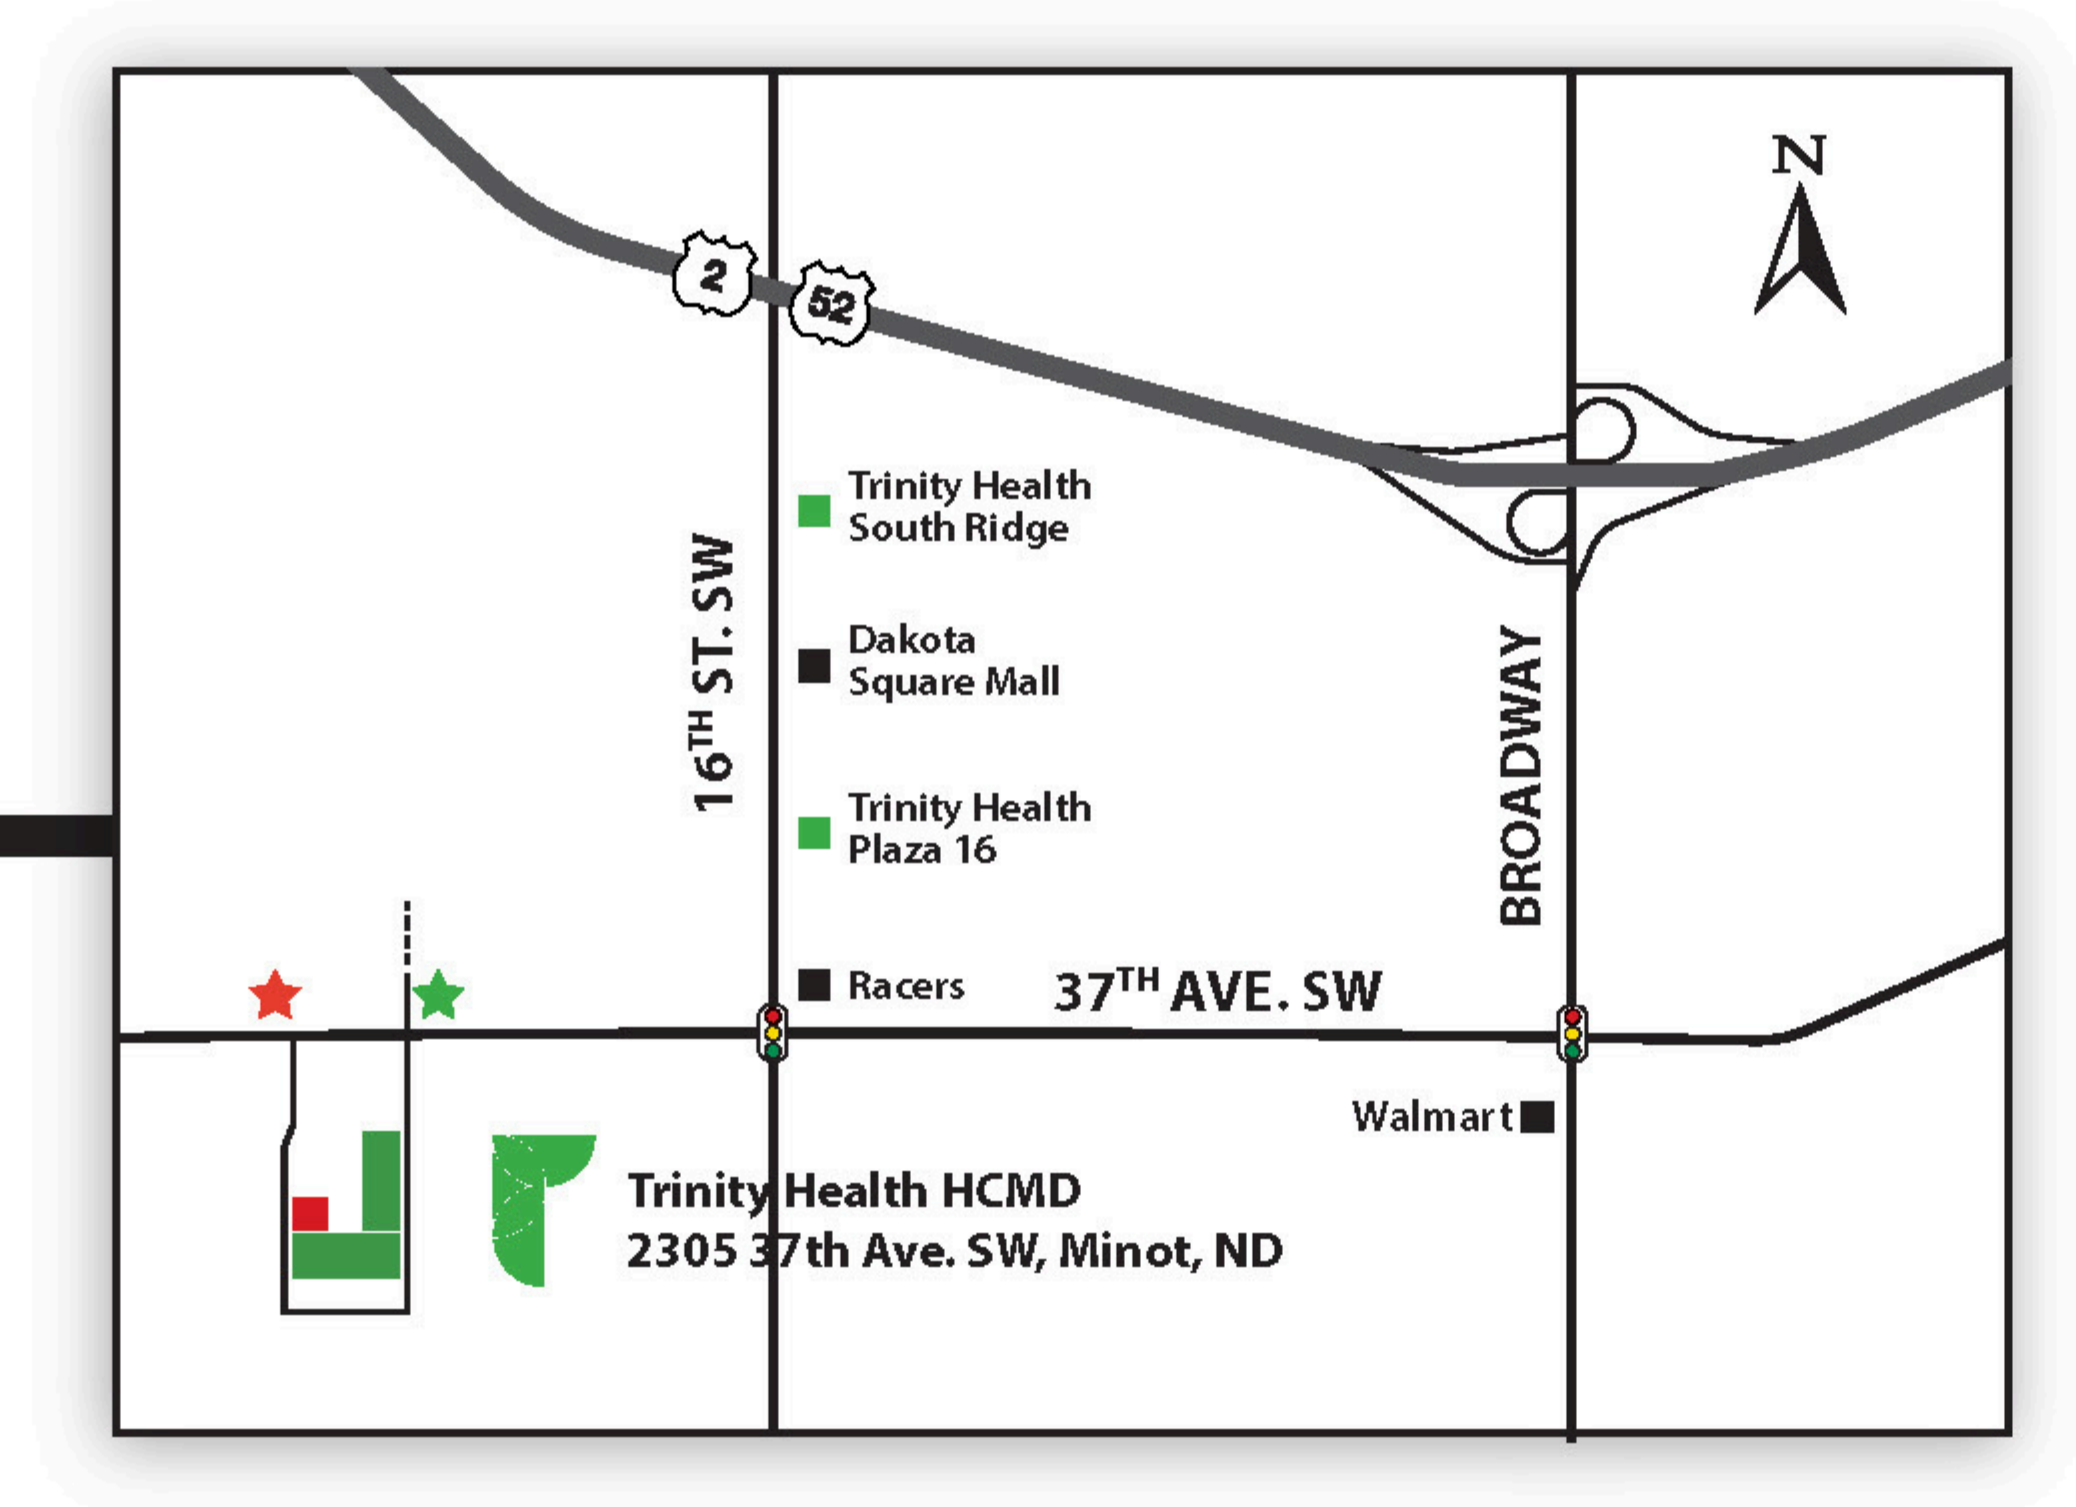 N
2
52
Trinity Health
South Ridge
16TH ST. SW
Dakota
Square Mall
BROADWAY
Trinity Health
Plaza 16
Racers
37TH AVE. SW
Walmart
Trinity Health HCMD
2305 37th Ave. SW, Minot, ND